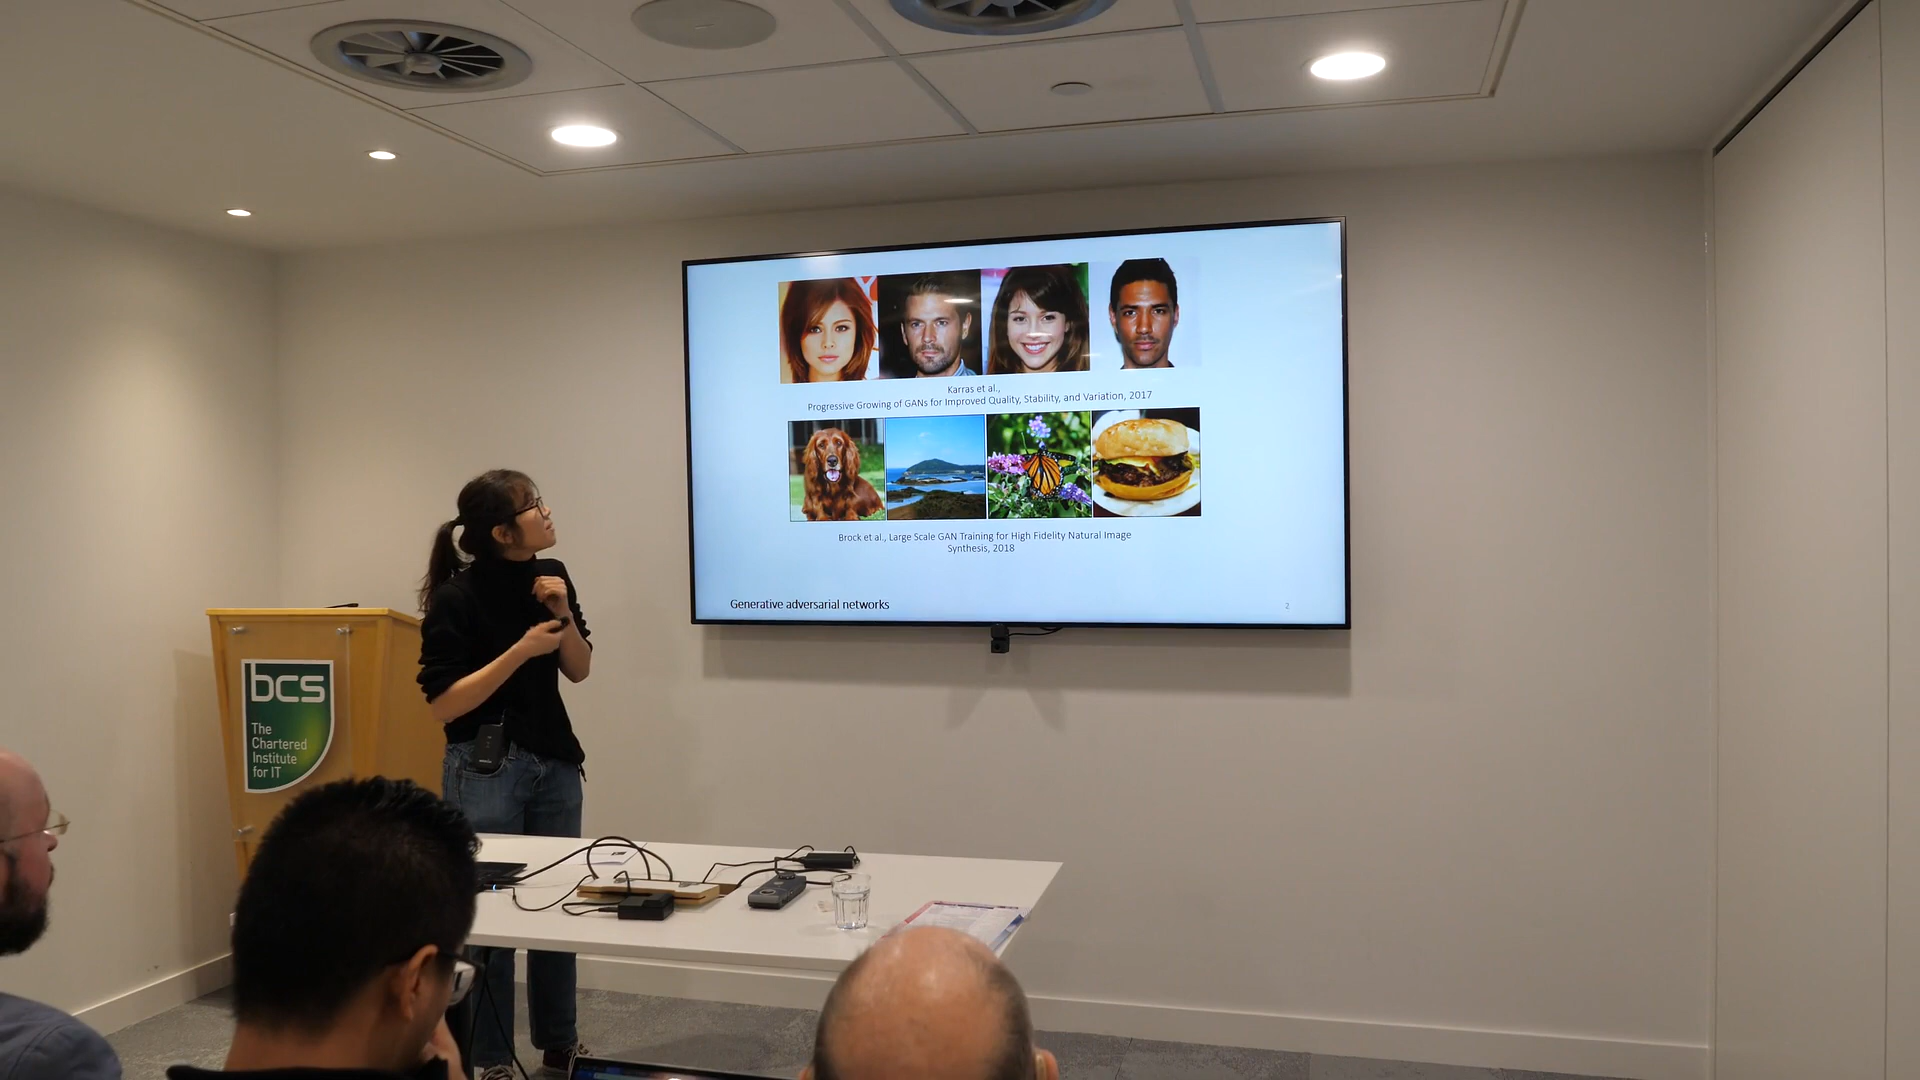 Karras et al.,
Progressive Growing of GANs for Improved Quality, Stability, and Variation, 2017
Brock et al., Large Scale GAN Training for High Fidelity Natural Image
Synthesis, 2018
Generative adversarial networks
2
bcs
The
Chartered
Institute
for IT